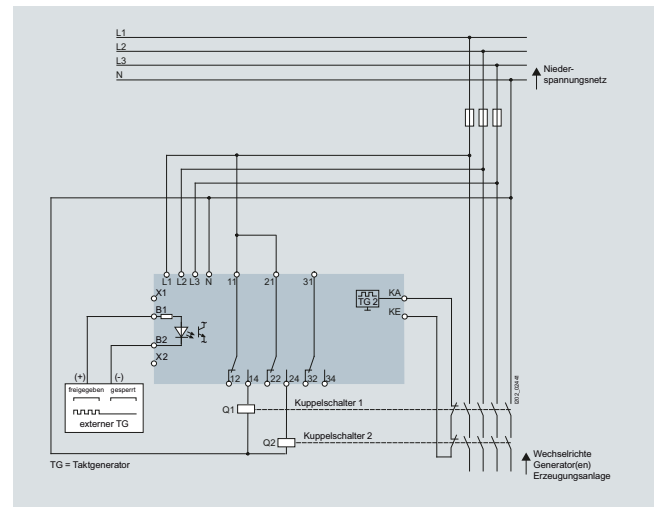 L1
L2
L3
N
Nieder-
spannungsnetz
L1 L2 L3 N 11 21 31
X1
B1
B2
X2
TG 2
KA
KE
12 14 22 24 32 34
(+) (-)
freigegeben gesperrt
externer TG
Q1 Kuppelschalter 1
Q2 Kuppelschalter 2
TG = Taktgenerator
Wechselrichte
Generator(en)
Erzeugungsanlage